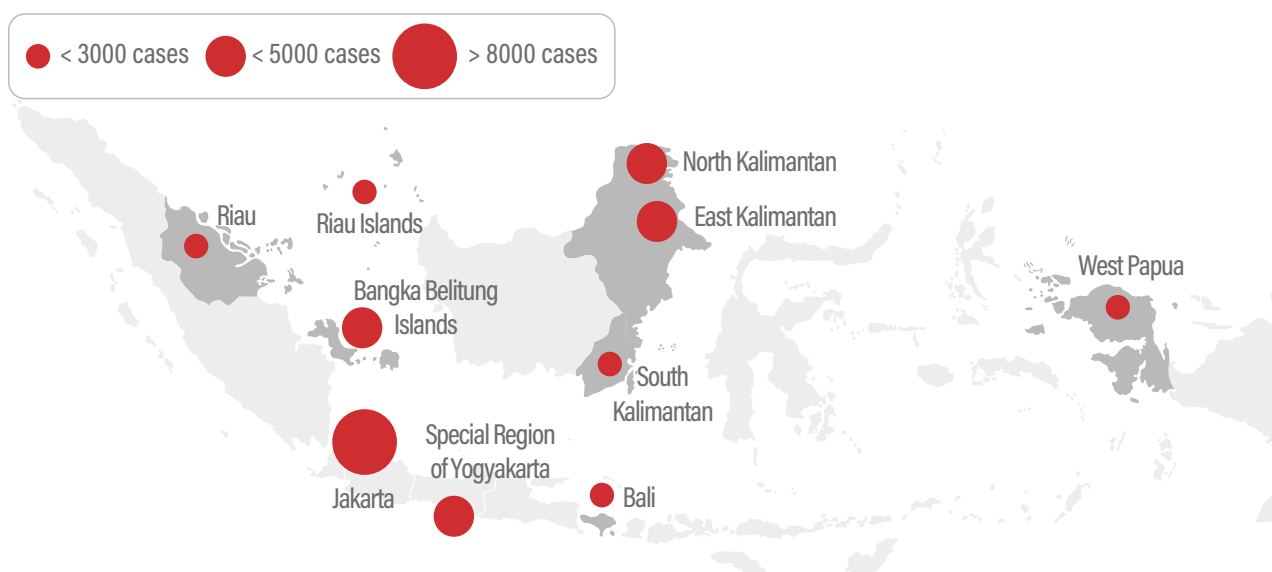 < 3000 cases
< 5000 cases
> 8000 cases
North Kalimantan
East Kalimantan
Riau
Riau Islands
West Papua
Bangka Belitung
Islands
South
Kalimantan
Special Region
of Yogyakarta
Jakarta
Bali